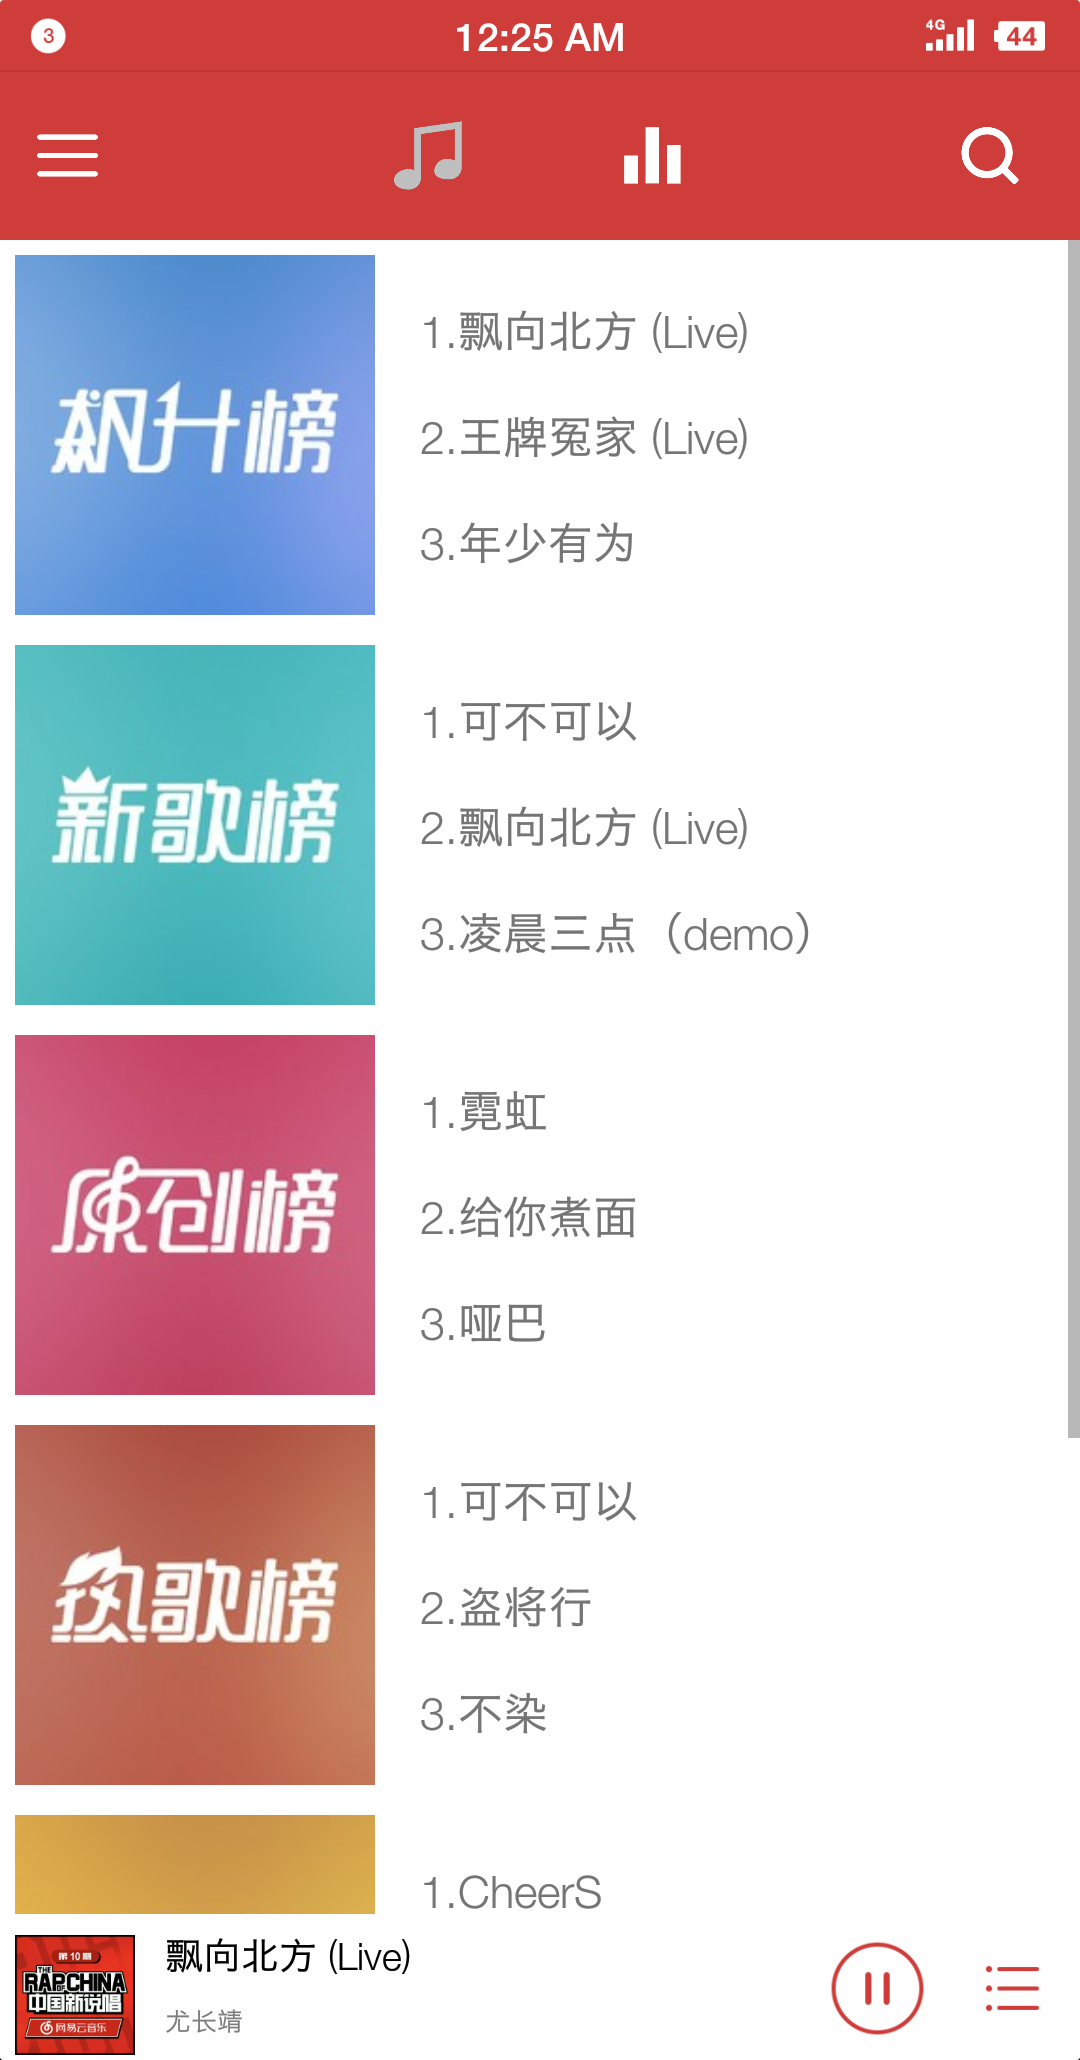 3
12:25 AM
4G
44
飙升榜
1.飘向北方 (Live)
2.王牌冤家 (Live)
3.年少有为
新歌榜
1.可不可以
2.飘向北方 (Live)
3.凌晨三点（demo）
原创榜
1.霓虹
2.给你煮面
3.哑巴
热歌榜
1.可不可以
2.盗将行
3.不染
1.CheerS
第10期
THE
RAP OF CHINA
中国新说唱
网易云音乐
飘向北方 (Live)
尤长靖